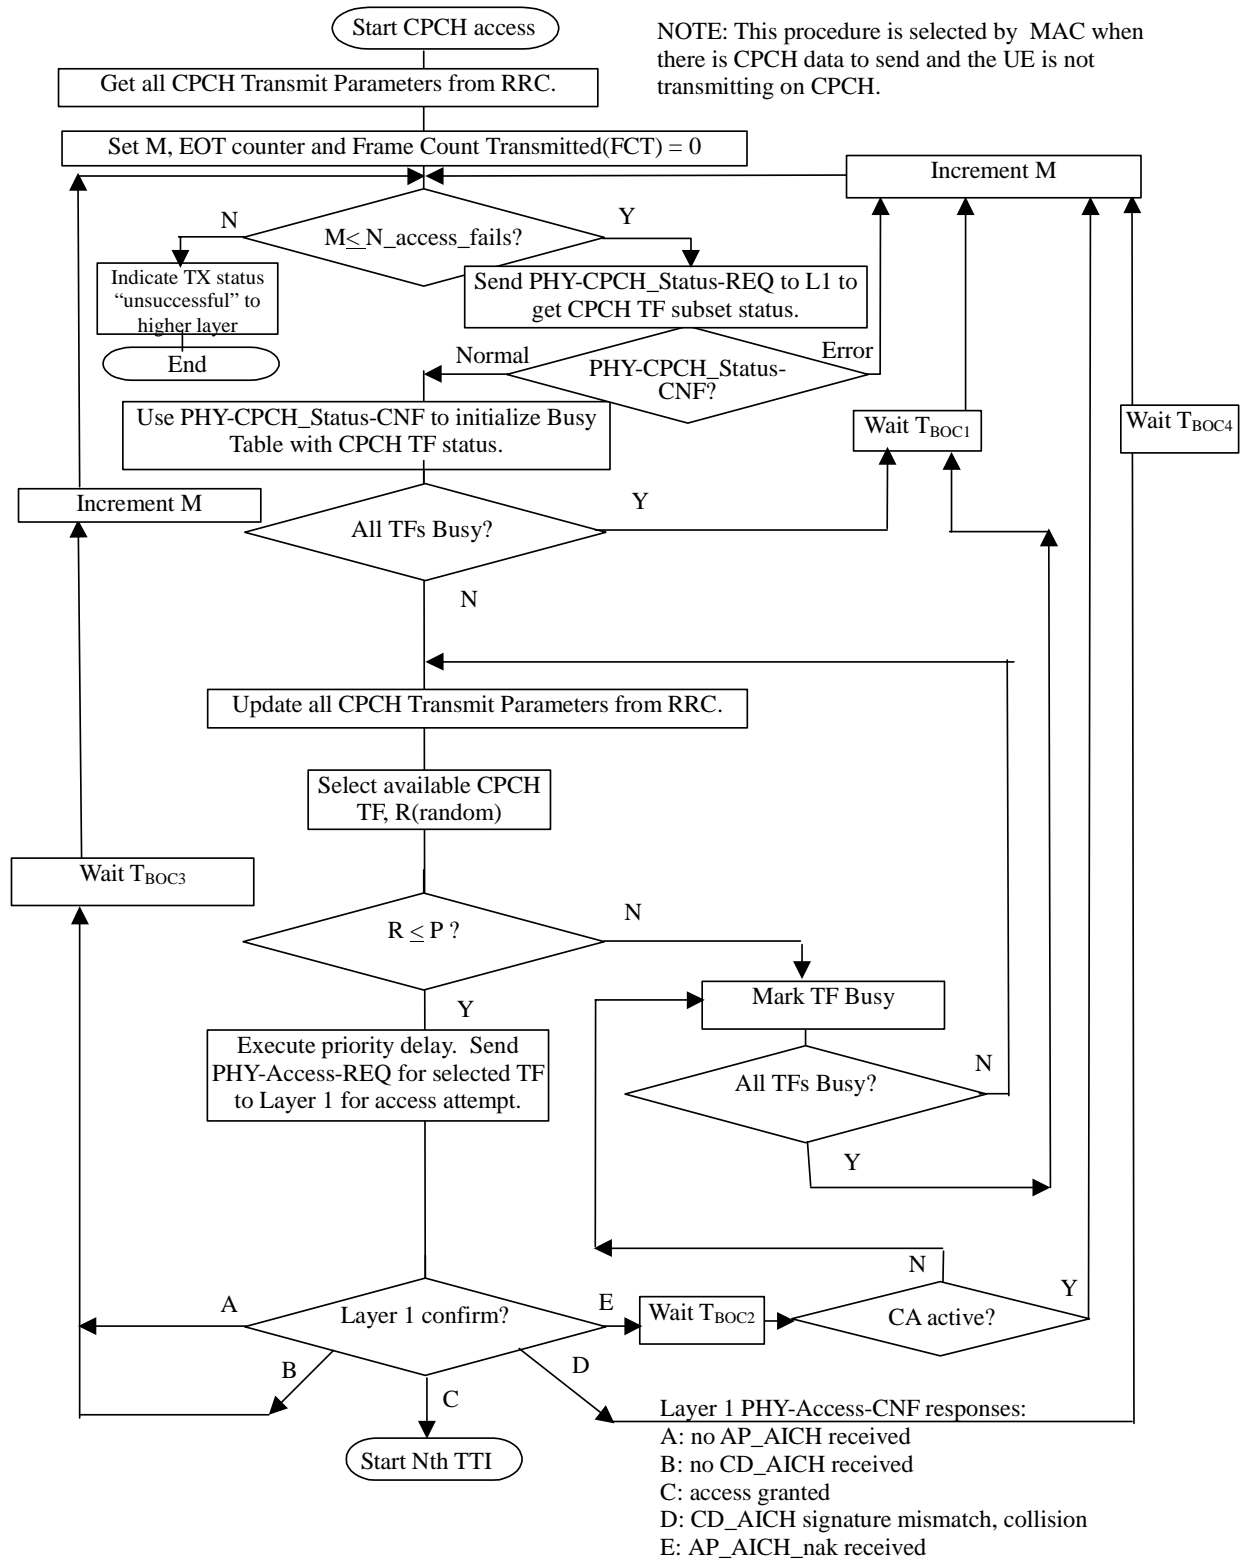 Start CPCH access
NOTE: This procedure is selected by MAC when
there is CPCH data to send and the UE is not
transmitting on CPCH.
Get all CPCH Transmit Parameters from RRC.
Set M, EOT counter and Frame Count Transmitted(FCT) = 0
Increment M
N
Y
M≤ N_access_fails?
Indicate TX status
“unsuccessful” to
higher layer
End
Send PHY-CPCH_Status-REQ to L1 to
get CPCH TF subset status.
Normal
Error
PHY-CPCH_Status-
CNF?
Use PHY-CPCH_Status-CNF to initialize Busy
Table with CPCH TF status.
Wait TBOC1
Wait TBOC4
Increment M
Y
All TFs Busy?
N
Update all CPCH Transmit Parameters from RRC.
Select available CPCH
TF, R(random)
Wait TBOC3
R ≤ P ?
N
Y
Mark TF Busy
Execute priority delay. Send
PHY-Access-REQ for selected TF
to Layer 1 for access attempt.
All TFs Busy?
N
Y
N
Y
A
Layer 1 confirm?
E
Wait TBOC2
CA active?
B
D
C
Start Nth TTI
Layer 1 PHY-Access-CNF responses:
A: no AP_AICH received
B: no CD_AICH received
C: access granted
D: CD_AICH signature mismatch, collision
E: AP_AICH_nak received